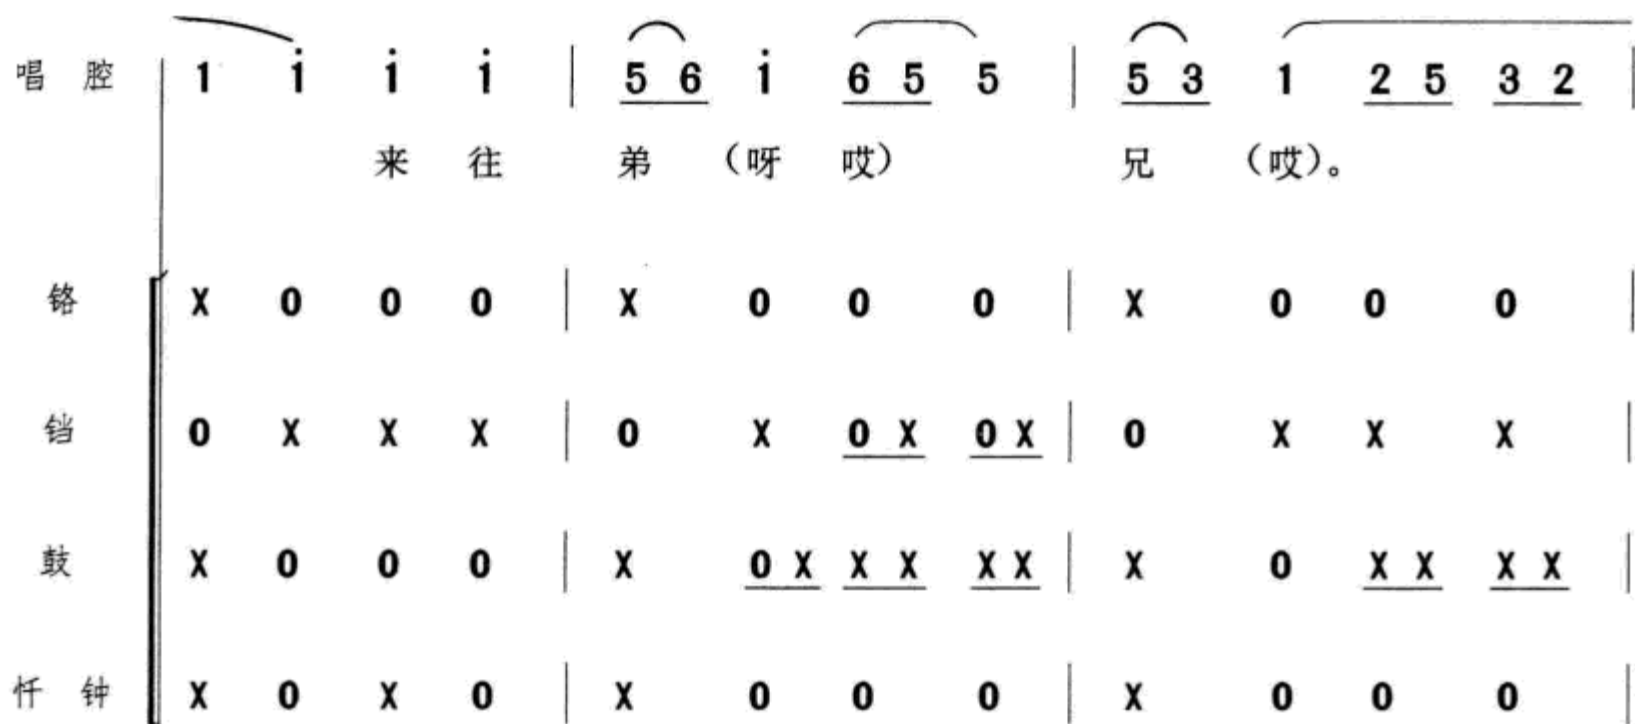 唱 腔 | 1 i̇ i̇ i̇ | 5 6 i̇ 6 5 5 | 5 3 1 2 5 3 2 |
来 往 弟 （呀 哎） 兄 （哎）。
铬 X 0 0 0 | X 0 0 0 | X 0 0 0 |
铛 0 X X X | 0 X 0 X 0 X | 0 X X X |
鼓 X 0 0 0 | X 0 X X X X X | X 0 X X X X |
忏 钟 X 0 X 0 | X 0 0 0 | X 0 0 0 |